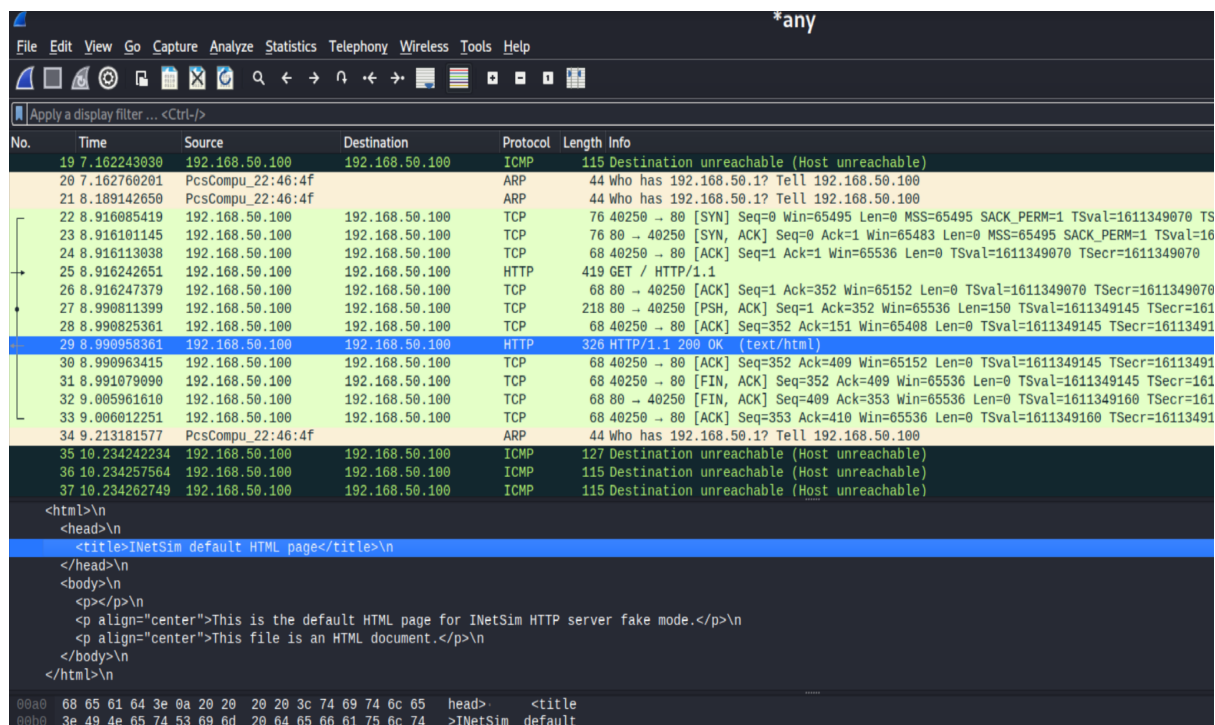 *any
File Edit View Go Capture Analyze Statistics Telephony Wireless Tools Help
Apply a display filter ... <Ctrl-/>
No. Time Source Destination Protocol Length Info
19 7.162243030 192.168.50.100 192.168.50.100 ICMP 115 Destination unreachable (Host unreachable)
20 7.162760201 PcsCompu_22:46:4f ARP 44 Who has 192.168.50.1? Tell 192.168.50.100
21 8.189142650 PcsCompu_22:46:4f ARP 44 Who has 192.168.50.1? Tell 192.168.50.100
22 8.916085419 192.168.50.100 192.168.50.100 TCP 76 40250 → 80 [SYN] Seq=0 Win=65495 Len=0 MSS=65495 SACK_PERM=1 TSval=1611349070 TS
23 8.916101145 192.168.50.100 192.168.50.100 TCP 76 80 → 40250 [SYN, ACK] Seq=0 Ack=1 Win=65483 Len=0 MSS=65495 SACK_PERM=1 TSval=16
24 8.916113038 192.168.50.100 192.168.50.100 TCP 68 40250 → 80 [ACK] Seq=1 Ack=1 Win=65536 Len=0 TSval=1611349070 TSecr=1611349070
25 8.916242651 192.168.50.100 192.168.50.100 HTTP 419 GET / HTTP/1.1
26 8.916247379 192.168.50.100 192.168.50.100 TCP 68 80 → 40250 [ACK] Seq=1 Ack=352 Win=65152 Len=0 TSval=1611349070 TSecr=1611349070
27 8.990811399 192.168.50.100 192.168.50.100 TCP 218 80 → 40250 [PSH, ACK] Seq=1 Ack=352 Win=65536 Len=150 TSval=1611349145 TSecr=161
28 8.990825361 192.168.50.100 192.168.50.100 TCP 68 40250 → 80 [ACK] Seq=352 Ack=151 Win=65408 Len=0 TSval=1611349145 TSecr=16113491
29 8.990958361 192.168.50.100 192.168.50.100 HTTP 326 HTTP/1.1 200 OK (text/html)
30 8.990963415 192.168.50.100 192.168.50.100 TCP 68 40250 → 80 [ACK] Seq=352 Ack=409 Win=65152 Len=0 TSval=1611349145 TSecr=16113491
31 8.991079090 192.168.50.100 192.168.50.100 TCP 68 40250 → 80 [FIN, ACK] Seq=352 Ack=409 Win=65536 Len=0 TSval=1611349145 TSecr=161
32 9.005961610 192.168.50.100 192.168.50.100 TCP 68 80 → 40250 [FIN, ACK] Seq=409 Ack=353 Win=65536 Len=0 TSval=1611349160 TSecr=161
33 9.006012251 192.168.50.100 192.168.50.100 TCP 68 40250 → 80 [ACK] Seq=353 Ack=410 Win=65536 Len=0 TSval=1611349160 TSecr=16113491
34 9.213181577 PcsCompu_22:46:4f ARP 44 Who has 192.168.50.1? Tell 192.168.50.100
35 10.234242234 192.168.50.100 192.168.50.100 ICMP 127 Destination unreachable (Host unreachable)
36 10.234257564 192.168.50.100 192.168.50.100 ICMP 115 Destination unreachable (Host unreachable)
37 10.234262749 192.168.50.100 192.168.50.100 ICMP 115 Destination unreachable (Host unreachable)
<html>\n
<head>\n
<title>INetSim default HTML page</title>\n
</head>\n
<body>\n
<p></p>\n
<p align="center">This is the default HTML page for INetSim HTTP server fake mode.</p>\n
<p align="center">This file is an HTML document.</p>\n
</body>\n
</html>\n
00a0 68 65 61 64 3e 0a 20 20 20 20 3c 74 69 74 6c 65 head>· <title
00b0 3e 49 4e 65 74 53 69 6d 20 64 65 66 61 75 6c 74 >INetSim default